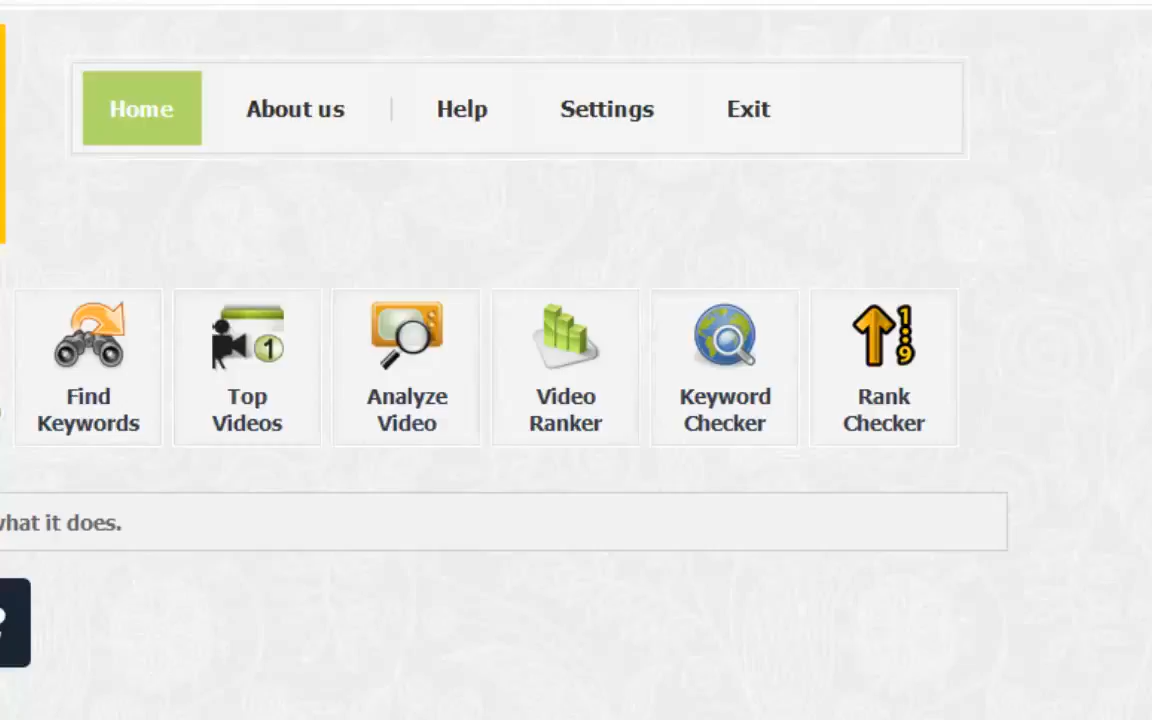 Home About us | Help Settings Exit
Find Top Analyze Video Keyword Rank
Keywords Videos Video Ranker Checker Checker
what it does.
?